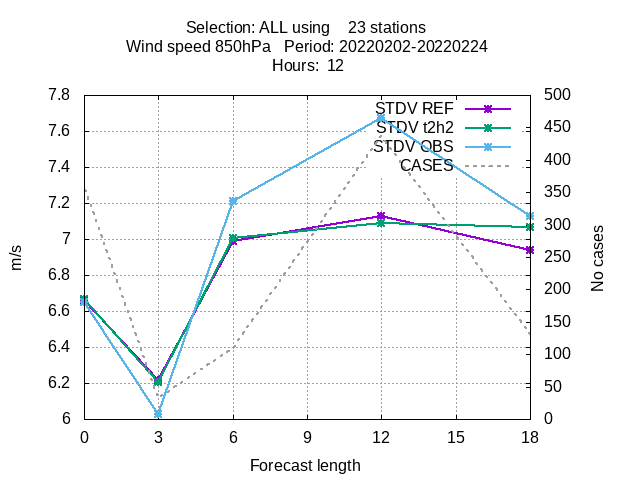 Selection: ALL using 23 stations
Wind speed 850hPa Period: 20220202-20220224
Hours: 12
7.8
7.6
7.4
7.2
7
6.8
6.6
6.4
6.2
6
500
450
400
350
300
250
200
150
100
50
0
STDV REF
STDV t2h2
STDV OBS
CASES
m/s
No cases
0 3 6 9 12 15 18
Forecast length